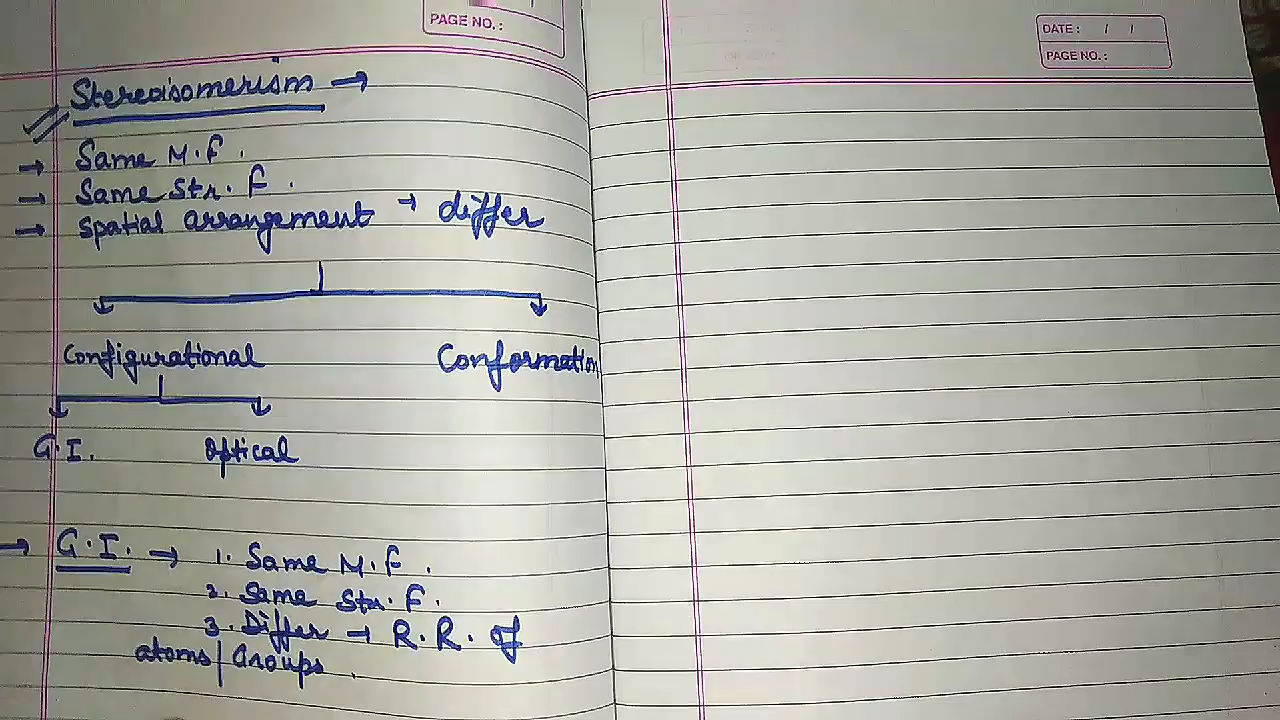 PAGE NO.:
DATE: / /
PAGE NO.:
Stereoisomerism →
→ Same M.F.
→ Same Str. F.
→ Spatial arrangement → differ
Configurational Conformation
G.I. Optical
→ G.I. → 1. Same M.F.
2. Same Str. F.
3. Differ → R.R. of
atoms | Groups.